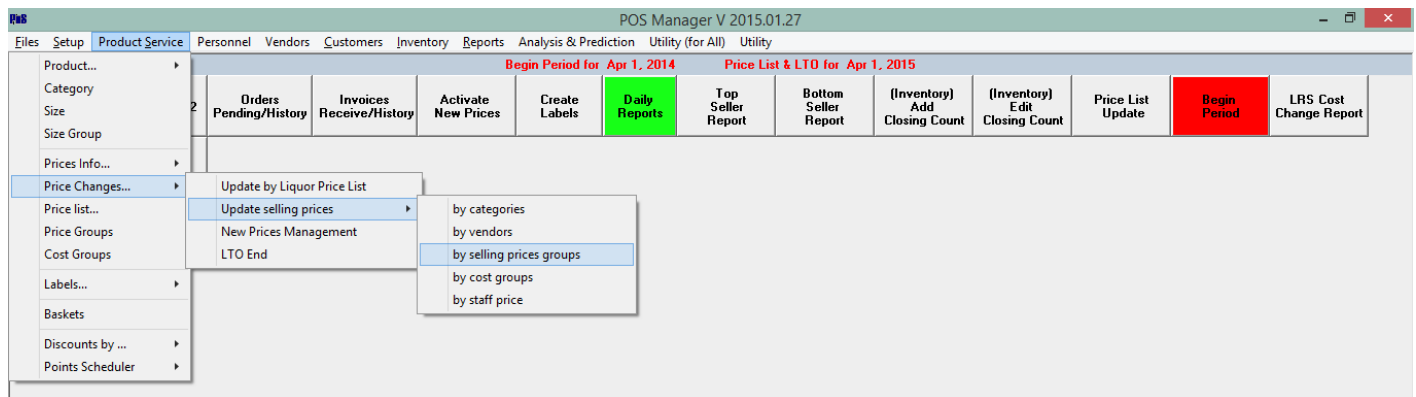 POS
POS Manager V 2015.01.27
Files Setup Product Service Personnel Vendors Customers Inventory Reports Analysis & Prediction Utility (for All) Utility
Begin Period for Apr 1, 2014 Price List & LTO for Apr 1, 2015
2
Orders
Pending/History
Invoices
Receive/History
Activate
New Prices
Create
Labels
Daily
Reports
Top
Seller
Report
Bottom
Seller
Report
(Inventory)
Add
Closing Count
(Inventory)
Edit
Closing Count
Price List
Update
Begin
Period
LRS Cost
Change Report
Product...
Category
Size
Size Group
Prices Info...
Price Changes...
Price list...
Price Groups
Cost Groups
Labels...
Baskets
Discounts by ...
Points Scheduler
Update by Liquor Price List
Update selling prices
New Prices Management
LTO End
by categories
by vendors
by selling prices groups
by cost groups
by staff price